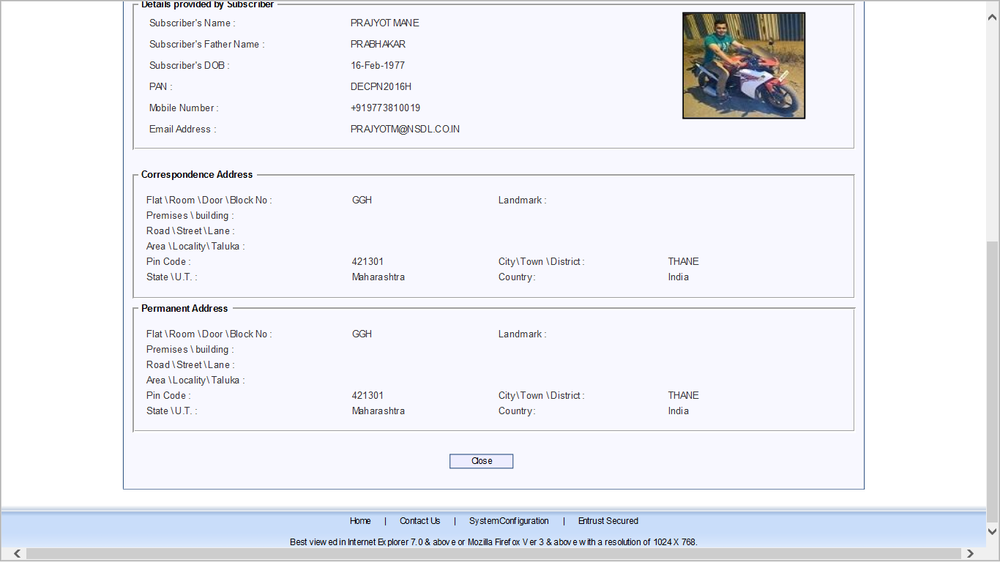 Details provided by Subscriber
Subscriber's Name : PRAJYOT MANE
Subscriber's Father Name : PRABHAKAR
Subscriber's DOB : 16-Feb-1977
PAN : DECPN2016H
Mobile Number : +919773810019
Email Address : PRAJYOTM@NSDL.CO.IN
Correspondence Address
Flat \ Room \ Door \ Block No : GGH Landmark :
Premises \ building :
Road \ Street \ Lane :
Area \ Locality \ Taluka :
Pin Code : 421301 City \ Town \ District : THANE
State \ U.T. : Maharashtra Country : India
Permanent Address
Flat \ Room \ Door \ Block No : GGH Landmark :
Premises \ building :
Road \ Street \ Lane :
Area \ Locality \ Taluka :
Pin Code : 421301 City \ Town \ District : THANE
State \ U.T. : Maharashtra Country : India
Close
Home | Contact Us | System Configuration | Entrust Secured
Best viewed in Internet Explorer 7.0 & above or Mozilla Firefox Ver 3 & above with a resolution of 1024 X 768.